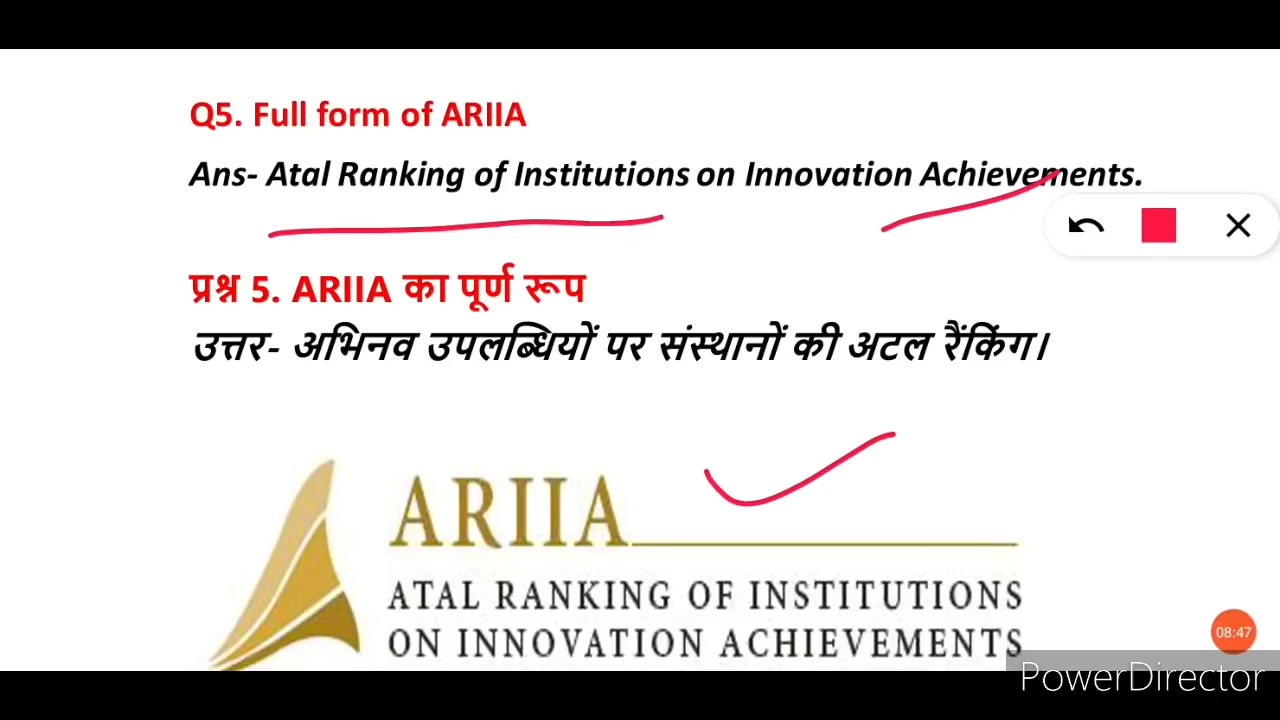 Q5. Full form of ARIIA
Ans- Atal Ranking of Institutions on Innovation Achievements.
प्रश्न 5. ARIIA का पूर्ण रूप
उत्तर- अभिनव उपलब्धियों पर संस्थानों की अटल रैंकिंग।
ARIIA
ATAL RANKING OF INSTITUTIONS
ON INNOVATION ACHIEVEMENTS
08:47
PowerDirector